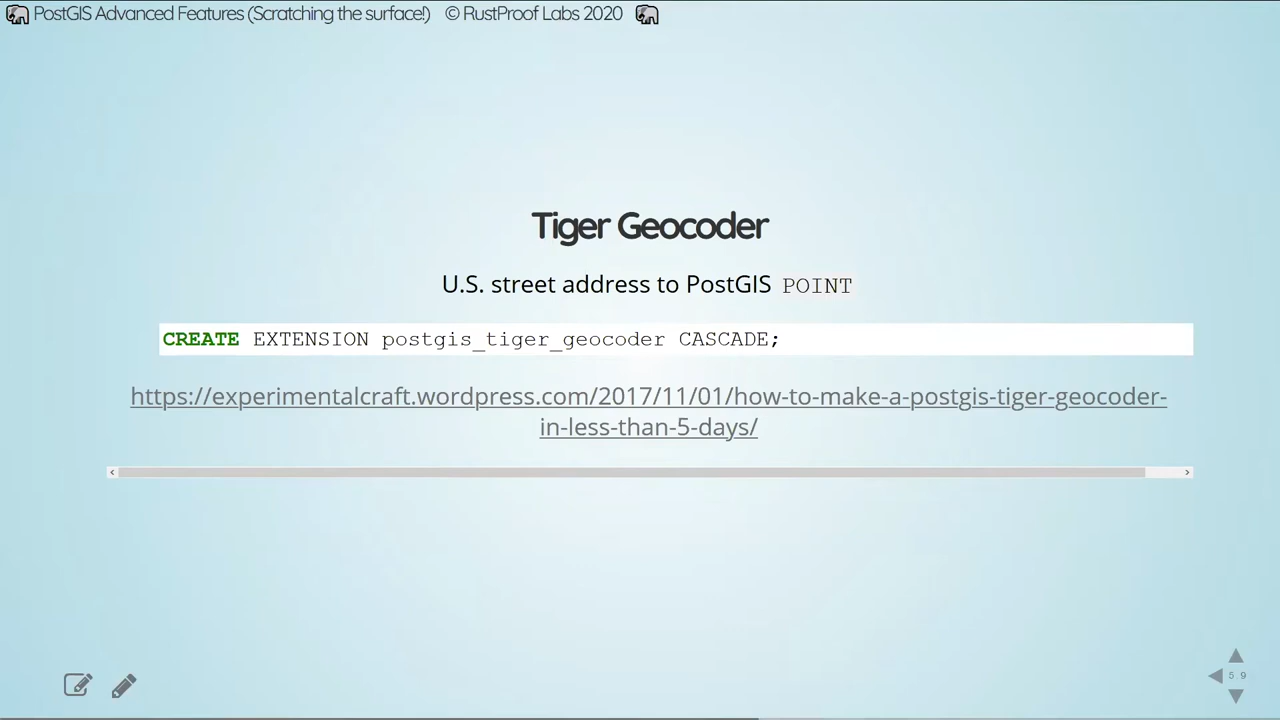 PostGIS Advanced Features (Scratching the surface!) © RustProof Labs 2020
Tiger Geocoder
U.S. street address to PostGIS POINT
CREATE EXTENSION postgis_tiger_geocoder CASCADE;
https://experimentalcraft.wordpress.com/2017/11/01/how-to-make-a-postgis-tiger-geocoder-
in-less-than-5-days/
5.9